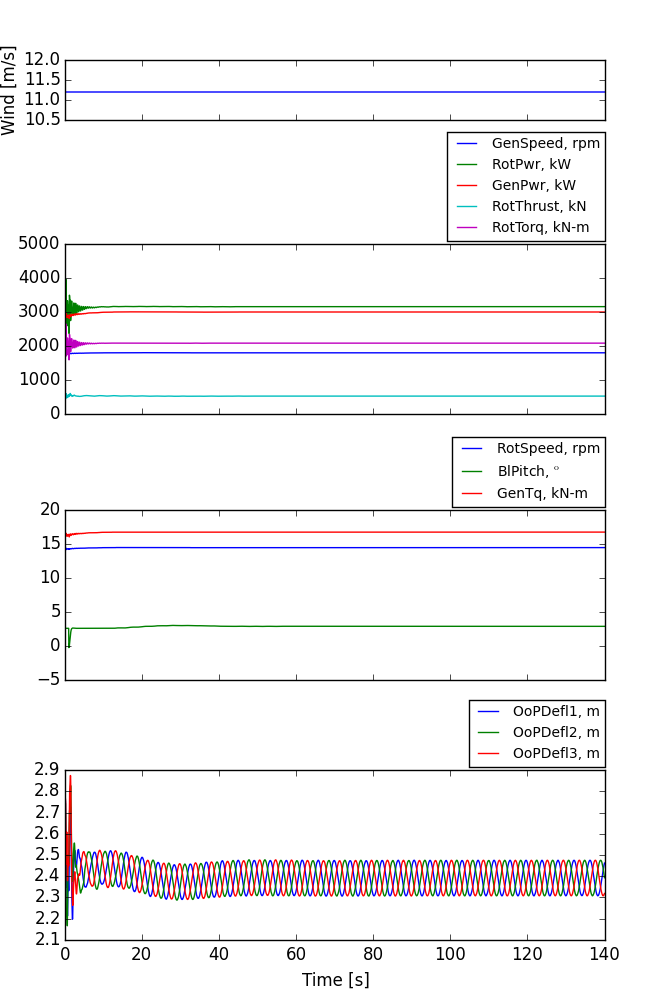 Wind [m/s]
12.0
11.5
11.0
10.5
GenSpeed, rpm
RotPwr, kW
GenPwr, kW
RotThrust, kN
RotTorq, kN-m
5000
4000
3000
2000
1000
0
RotSpeed, rpm
BlPitch, °
GenTq, kN-m
20
15
10
5
0
−5
OoPDefl1, m
OoPDefl2, m
OoPDefl3, m
2.9
2.8
2.7
2.6
2.5
2.4
2.3
2.2
2.1
0 20 40 60 80 100 120 140
Time [s]